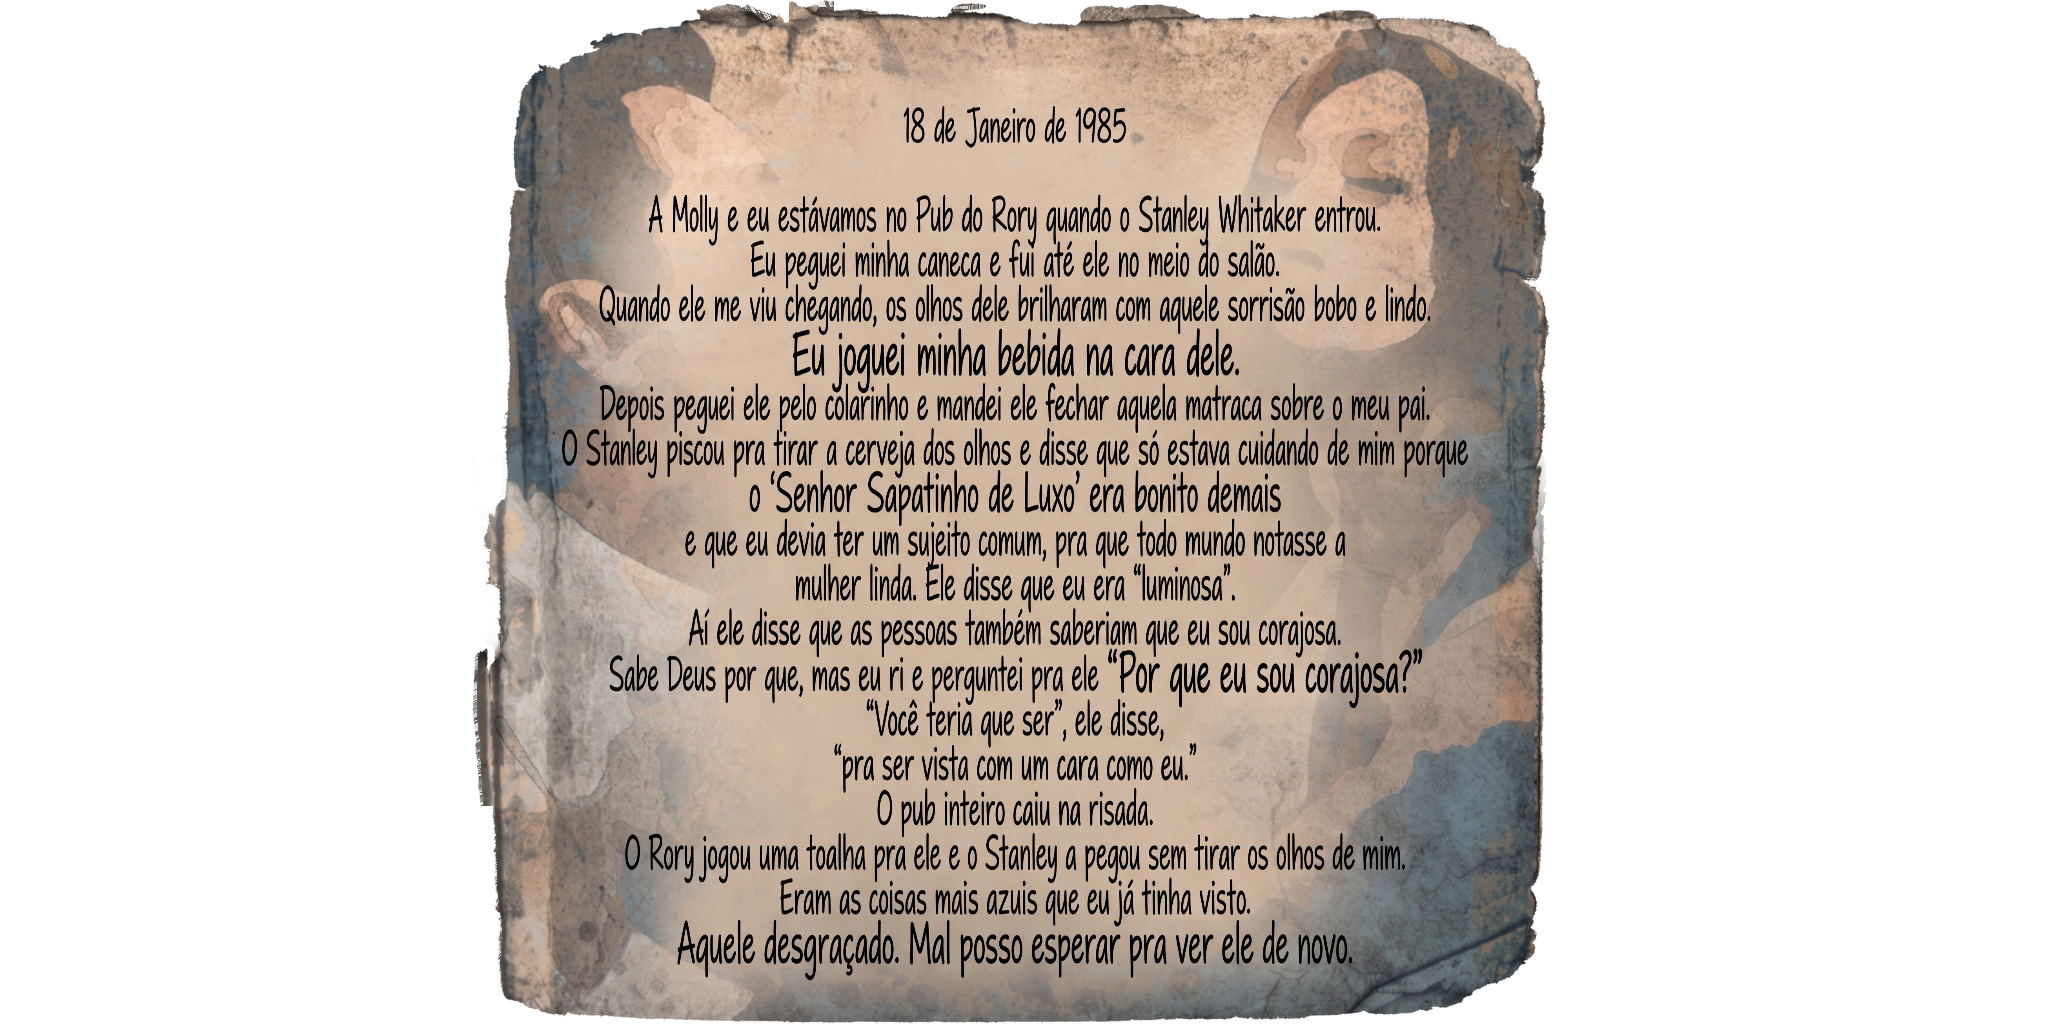 18 de Janeiro de 1985
A Molly e eu estávamos no Pub do Rory quando o Stanley Whitaker entrou.
Eu peguei minha caneca e fui até ele no meio do salão.
Quando ele me viu chegando, os olhos dele brilharam com aquele sorrisão bobo e lindo.
Eu joguei minha bebida na cara dele.
Depois peguei ele pelo colarinho e mandei ele fechar aquela matraca sobre o meu pai.
O Stanley piscou pra tirar a cerveja dos olhos e disse que só estava cuidando de mim porque
o ‘Senhor Sapatinho de Luxo’ era bonito demais
e que eu devia ter um sujeito comum, pra que todo mundo notasse a
mulher linda. Ele disse que eu era “luminosa”.
Aí ele disse que as pessoas também saberiam que eu sou corajosa.
Sabe Deus por que, mas eu ri e perguntei pra ele “Por que eu sou corajosa?”
“Você teria que ser”, ele disse,
“pra ser vista com um cara como eu.”
O pub inteiro caiu na risada.
O Rory jogou uma toalha pra ele e o Stanley a pegou sem tirar os olhos de mim.
Eram as coisas mais azuis que eu já tinha visto.
Aquele desgraçado. Mal posso esperar pra ver ele de novo.